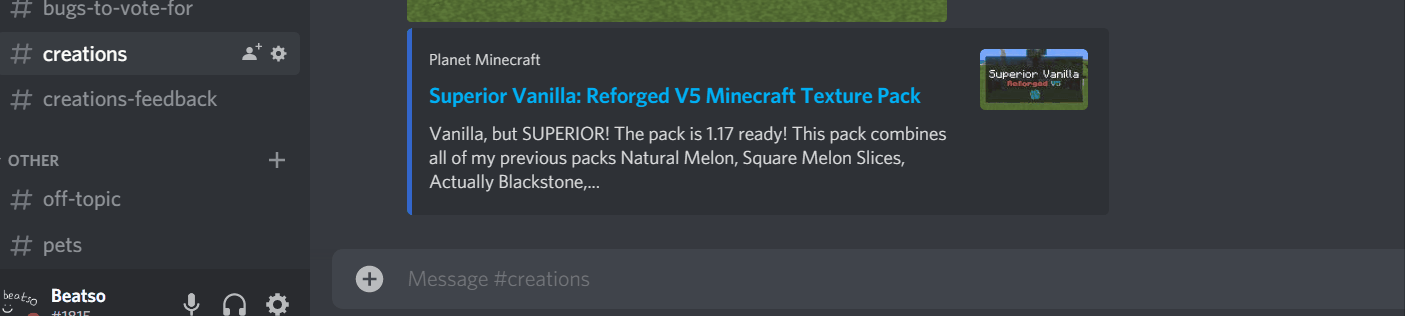 bugs-to-vote-for
# creations
# creations-feedback
OTHER
# off-topic
# pets
beatso
Beatso
#1815
Planet Minecraft
Superior Vanilla: Reforged V5 Minecraft Texture Pack
Vanilla, but SUPERIOR! The pack is 1.17 ready! This pack combines
all of my previous packs Natural Melon, Square Melon Slices,
Actually Blackstone,...
Superior Vanilla
Reforged V5
Message #creations